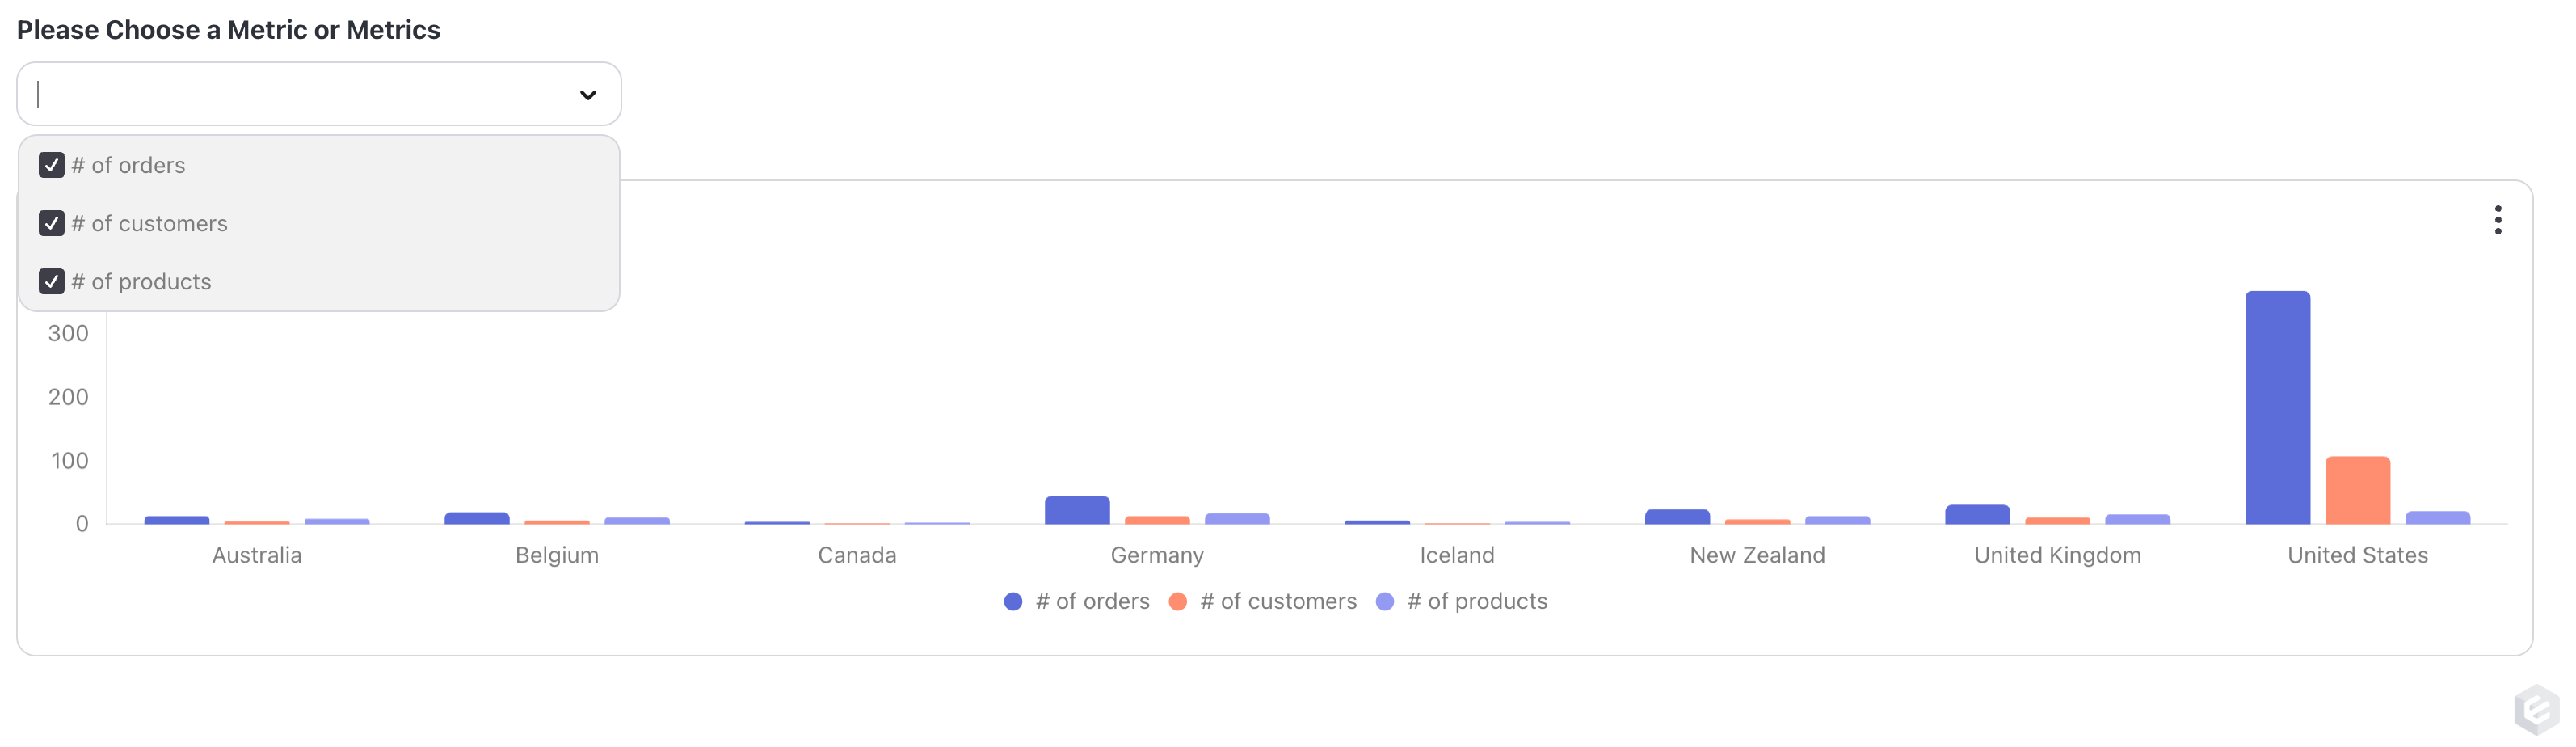 Please Choose a Metric or Metrics
# of orders
# of customers
# of products
300
200
100
0
Australia Belgium Canada Germany Iceland New Zealand United Kingdom United States
# of orders # of customers # of products